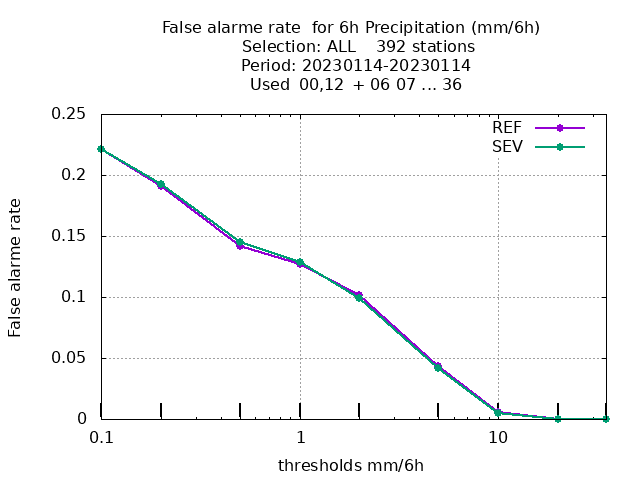 False alarme rate  for 6h Precipitation (mm/6h)
Selection: ALL    392 stations
Period: 20230114-20230114
Used  00,12  + 06 07 ... 36
0.25
0.2
0.15
0.1
0.05
0
False alarme rate
REF
SEV
0.1
1
10
thresholds mm/6h